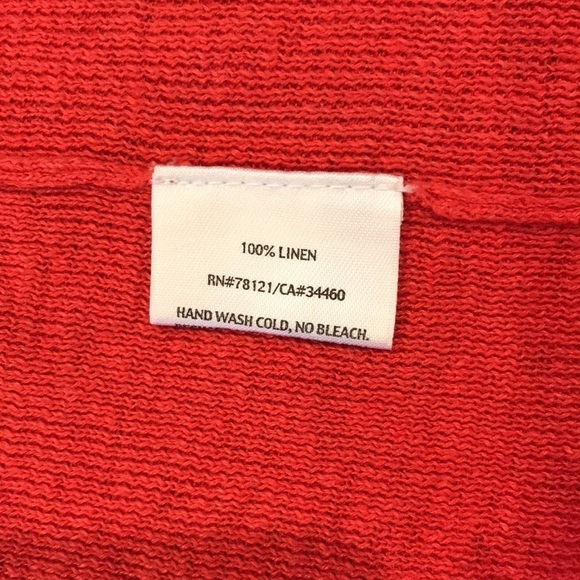 100% LINEN
RN#78121/CA#34460
HAND WASH COLD, NO BLEACH.